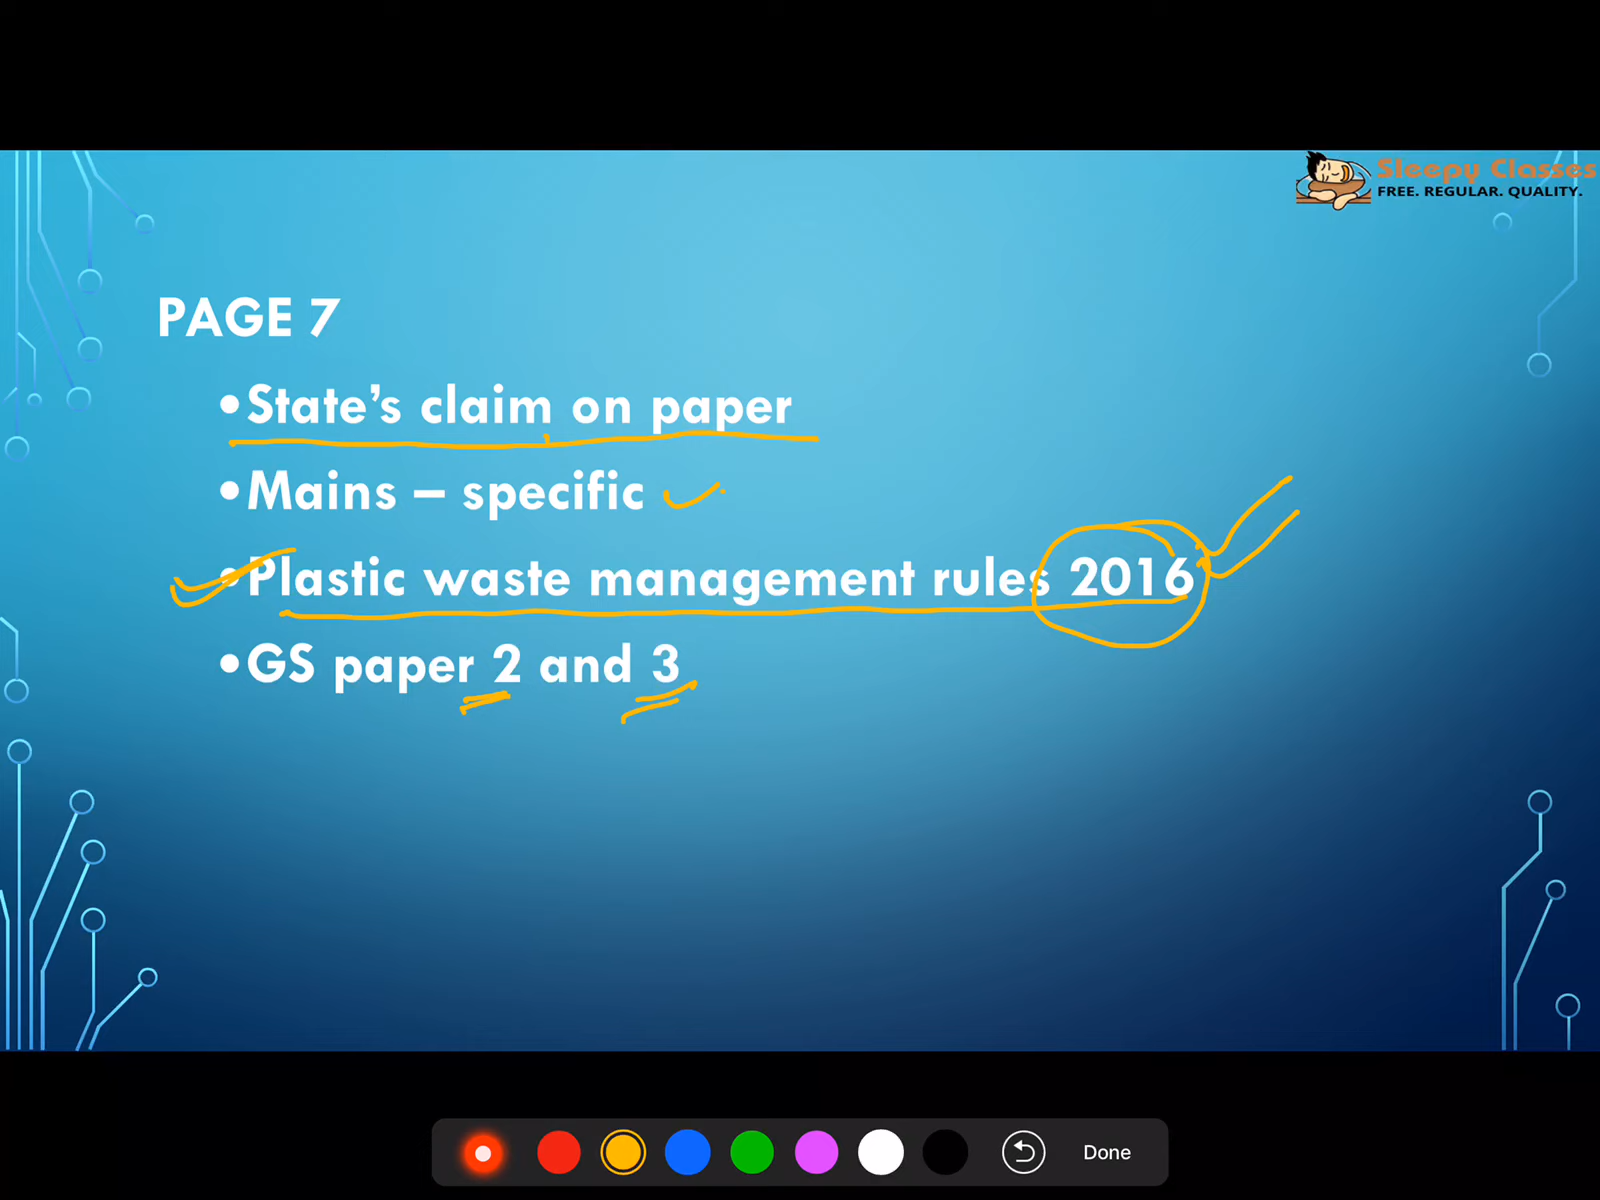 Sleepy Classes
FREE. REGULAR. QUALITY.
PAGE 7
•State’s claim on paper
•Mains – specific
•Plastic waste management rules 2016
•GS paper 2 and 3
Done